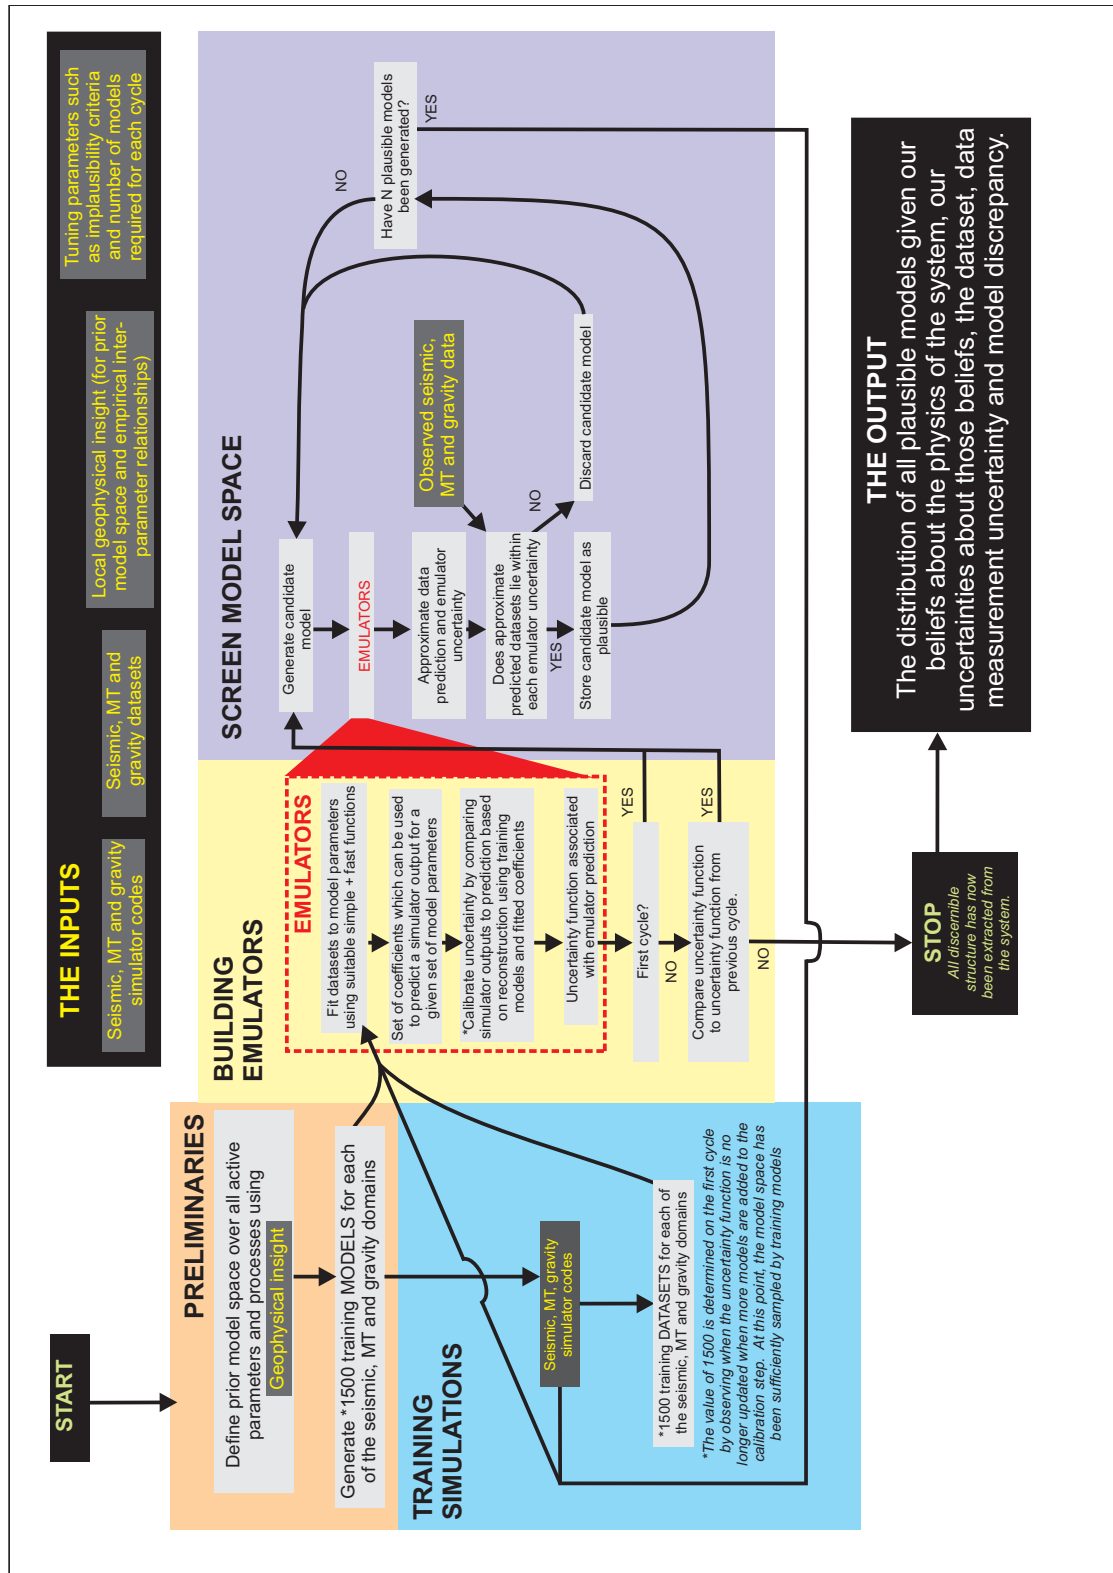 THE INPUTS
Seismic, MT and gravity
simulator codes
Seismic, MT and
gravity datasets
Local geophysical insight (for prior
model space and empirical inter-
parameter relationships)
Tuning parameters such
as implausibility criteria
and number of models
required for each cycle
START
PRELIMINARIES
Define prior model space over all active
parameters and processes using
Geophysical insight
Generate *1500 training MODELS for each
of the seismic, MT and gravity domains
TRAINING
SIMULATIONS
Seismic, MT, gravity
simulator codes
*1500 training DATASETS for each of
the seismic, MT and gravity domains
*The value of 1500 is determined on the first cycle
by observing when the uncertainty function is no
longer updated when more models are added to the
calibration step. At this point, the model space has
been sufficiently sampled by training models
BUILDING
EMULATORS
EMULATORS
Fit datasets to model parameters
using suitable simple + fast functions
Set of coefficients which can be used
to predict a simulator output for a
given set of model parameters
*Calibrate uncertainty by comparing
simulator outputs to prediction based
on reconstruction using training
models and fitted coefficients
Uncertainty function associated
with emulator prediction
First cycle?
YES
NO
Compare uncertainty function
to uncertainty function from
previous cycle.
YES
NO
SCREEN MODEL SPACE
Generate candidate
model
EMULATORS
Approximate data
prediction and emulator
uncertainty
Observed seismic,
MT and gravity data
Does approximate
predicted datasets lie within
each emulator uncertainty
YES
NO
Store candidate model as
plausible
Discard candidate model
Have N plausible models
been generated?
NO
YES
STOP
All discernible
structure has now
been extracted from
the system.
THE OUTPUT
The distribution of all plausible models given our
beliefs about the physics of the system, our
uncertainties about those beliefs, the dataset, data
measurement uncertainty and model discrepancy.